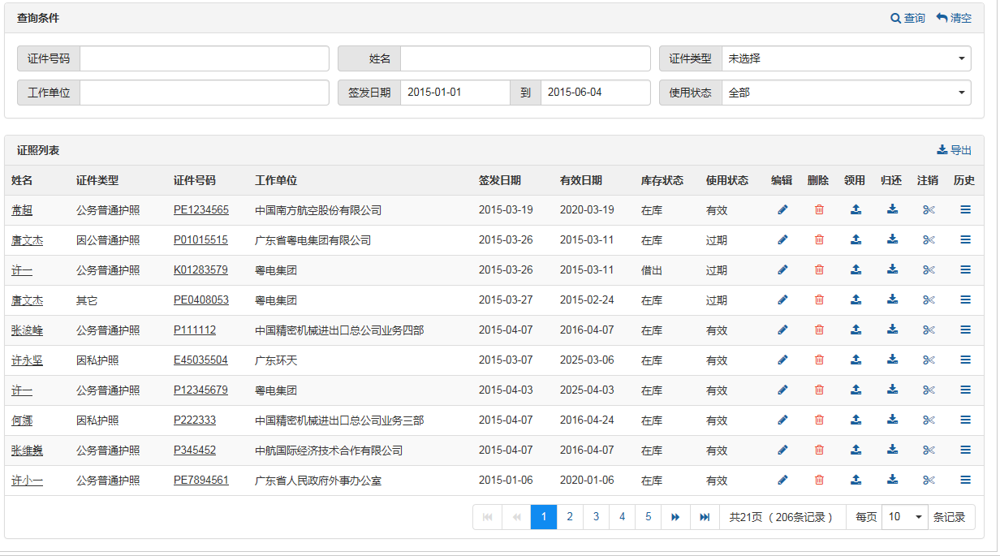 查询条件 查询 清空
证件号码 姓名 证件类型 未选择
工作单位 签发日期 2015-01-01 到 2015-06-04 使用状态 全部
证照列表 导出
姓名 证件类型 证件号码 工作单位 签发日期 有效日期 库存状态 使用状态 编辑 删除 领用 归还 注销 历史
常超 公务普通护照 PE1234565 中国南方航空股份有限公司 2015-03-19 2020-03-19 在库 有效
唐文杰 因公普通护照 P01015515 广东省粤电集团有限公司 2015-03-26 2015-03-11 在库 过期
许一 公务普通护照 K01283579 粤电集团 2015-03-26 2015-03-11 借出 过期
唐文杰 其它 PE0408053 粤电集团 2015-03-27 2015-02-24 在库 过期
张浚峰 公务普通护照 P111112 中国精密机械进出口总公司业务四部 2015-04-07 2016-04-07 在库 有效
许永坚 因私护照 E45035504 广东环天 2015-03-07 2025-03-06 在库 有效
许一 公务普通护照 P12345679 粤电集团 2015-04-03 2025-04-03 在库 有效
何娜 因私护照 P222333 中国精密机械进出口总公司业务三部 2015-04-07 2016-04-24 在库 有效
张维巍 公务普通护照 P345452 中航国际经济技术合作有限公司 2015-04-07 2016-04-07 在库 有效
许小一 公务普通护照 PE7894561 广东省人民政府外事办公室 2015-01-06 2020-01-06 在库 有效
1 2 3 4 5 共21页（206条记录） 每页 10 条记录